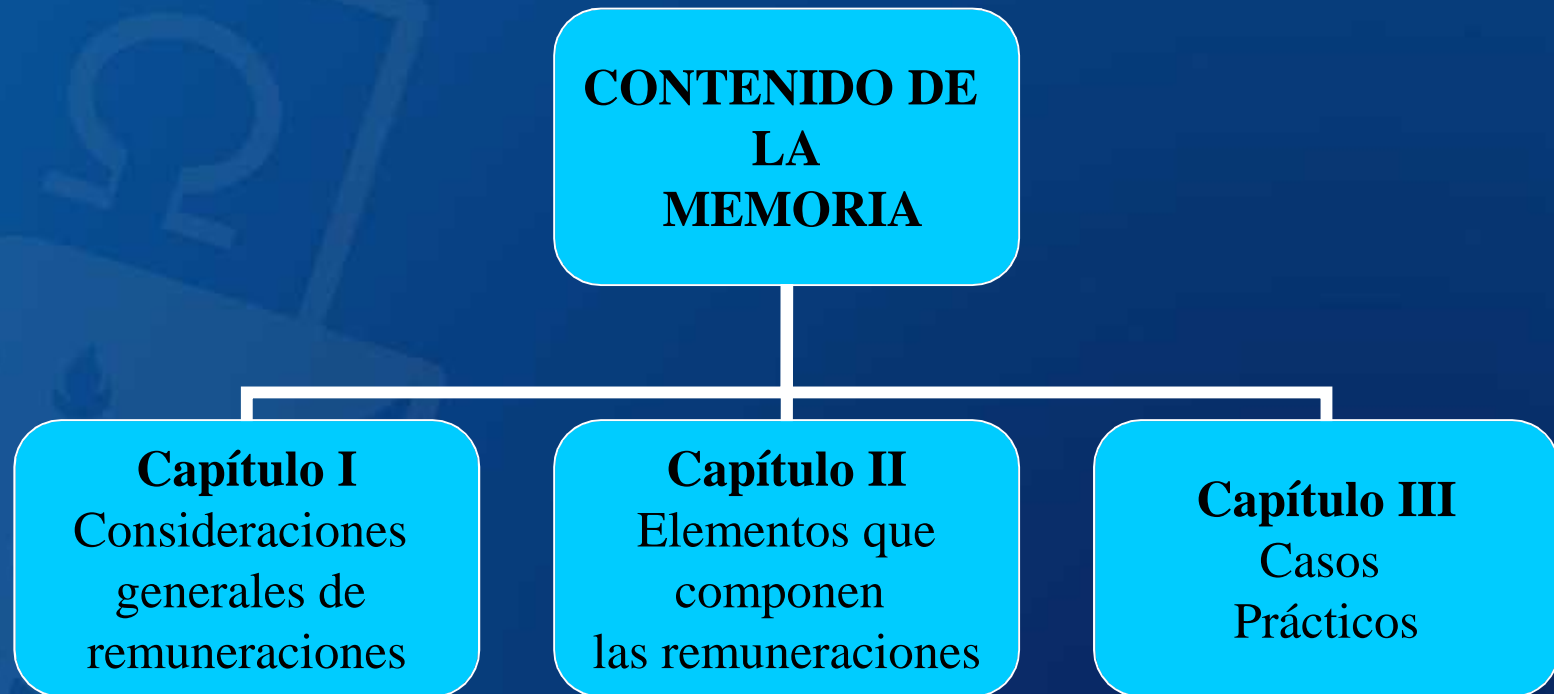 CONTENIDO DE
LA
MEMORIA
Capítulo I
Consideraciones
generales de
remuneraciones
Capítulo II
Elementos que
componen
las remuneraciones
Capítulo III
Casos
Prácticos